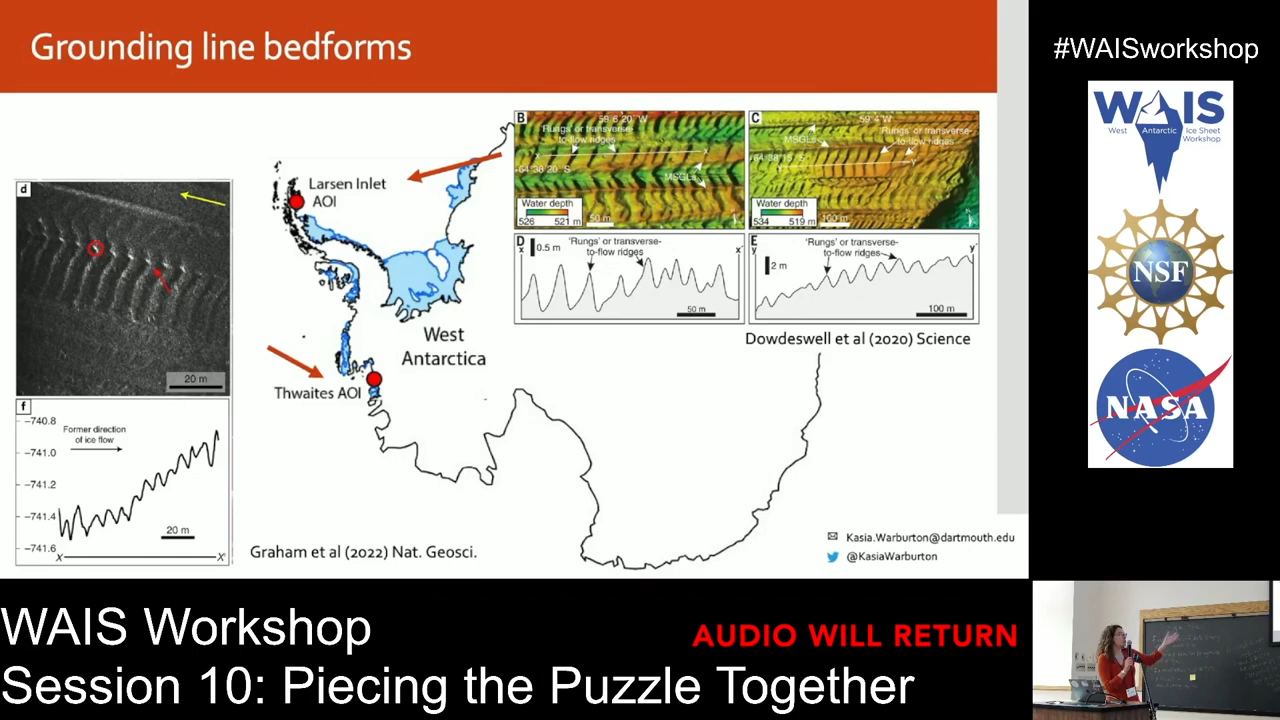 Grounding line bedforms
#WAISworkshop
WAIS
West Antarctic Ice Sheet
Workshop
NSF
NASA
d
20 m
f
-740.8
-741.0
-741.2
-741.4
-741.6
Former direction
of ice flow
20 m
X
X'
Larsen Inlet
AOI
West
Antarctica
Thwaites AOI
Graham et al (2022) Nat. Geosci.
B
59°6'20" W
'Rungs' or transverse-
to-flow ridges
x
x'
64°38'20" S
MSGLs
Water depth
526 521 m
50 m
C
59°4' W
MSGLs
'Rungs' or transverse-
to-flow ridges
64°38'15" S
y
y'
Water depth
534 519 m
100 m
D
x
0.5 m
'Rungs' or transverse-
to-flow ridges
x'
50 m
E
y
2 m
'Rungs' or transverse-
to-flow ridges
y'
100 m
Dowdeswell et al (2020) Science
Kasia.Warburton@dartmouth.edu
@KasiaWarburton
WAIS Workshop
AUDIO WILL RETURN
Session 10: Piecing the Puzzle Together